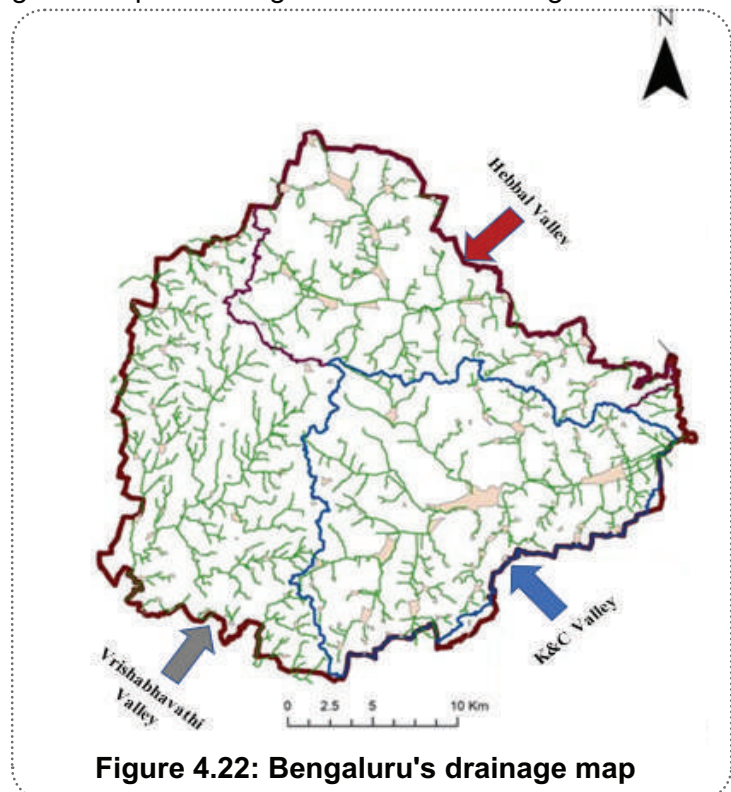 N
Hebbal Valley
K&C Valley
Vrishabhavathi
Valley
0 2.5 5 10 Km
Figure 4.22: Bengaluru's drainage map